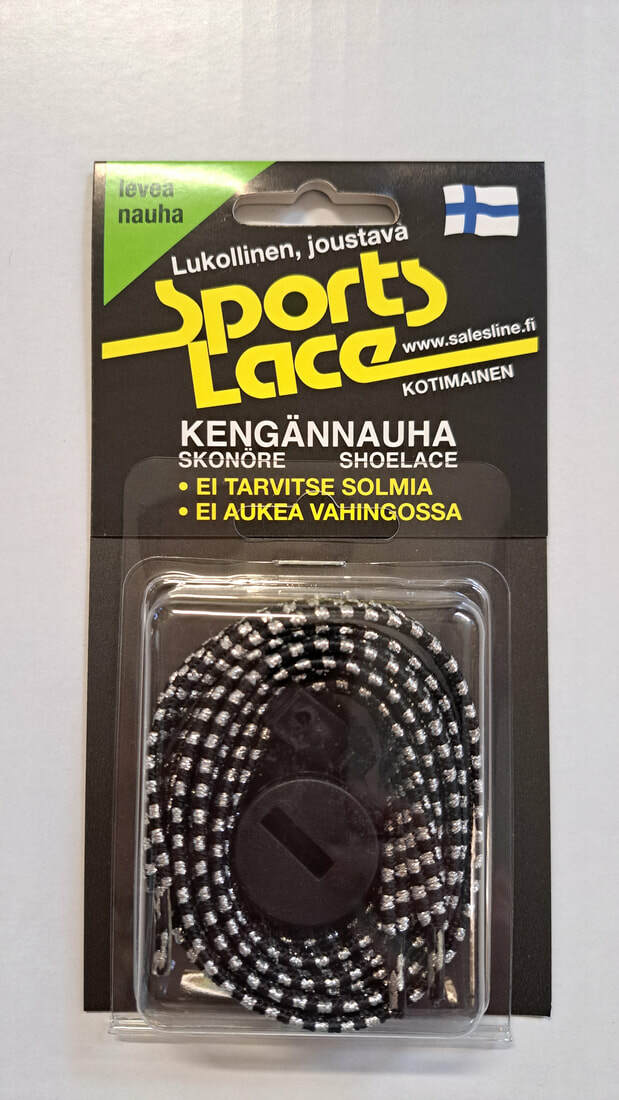 levea
nauha
Lukollinen, joustava
Sports
Lace
www.salesline.fi
KOTIMAINEN
KENGÄNNAUHA
SKONÖRE SHOELACE
• EI TARVITSE SOLMIA
• EI AUKEA VAHINGOSSA